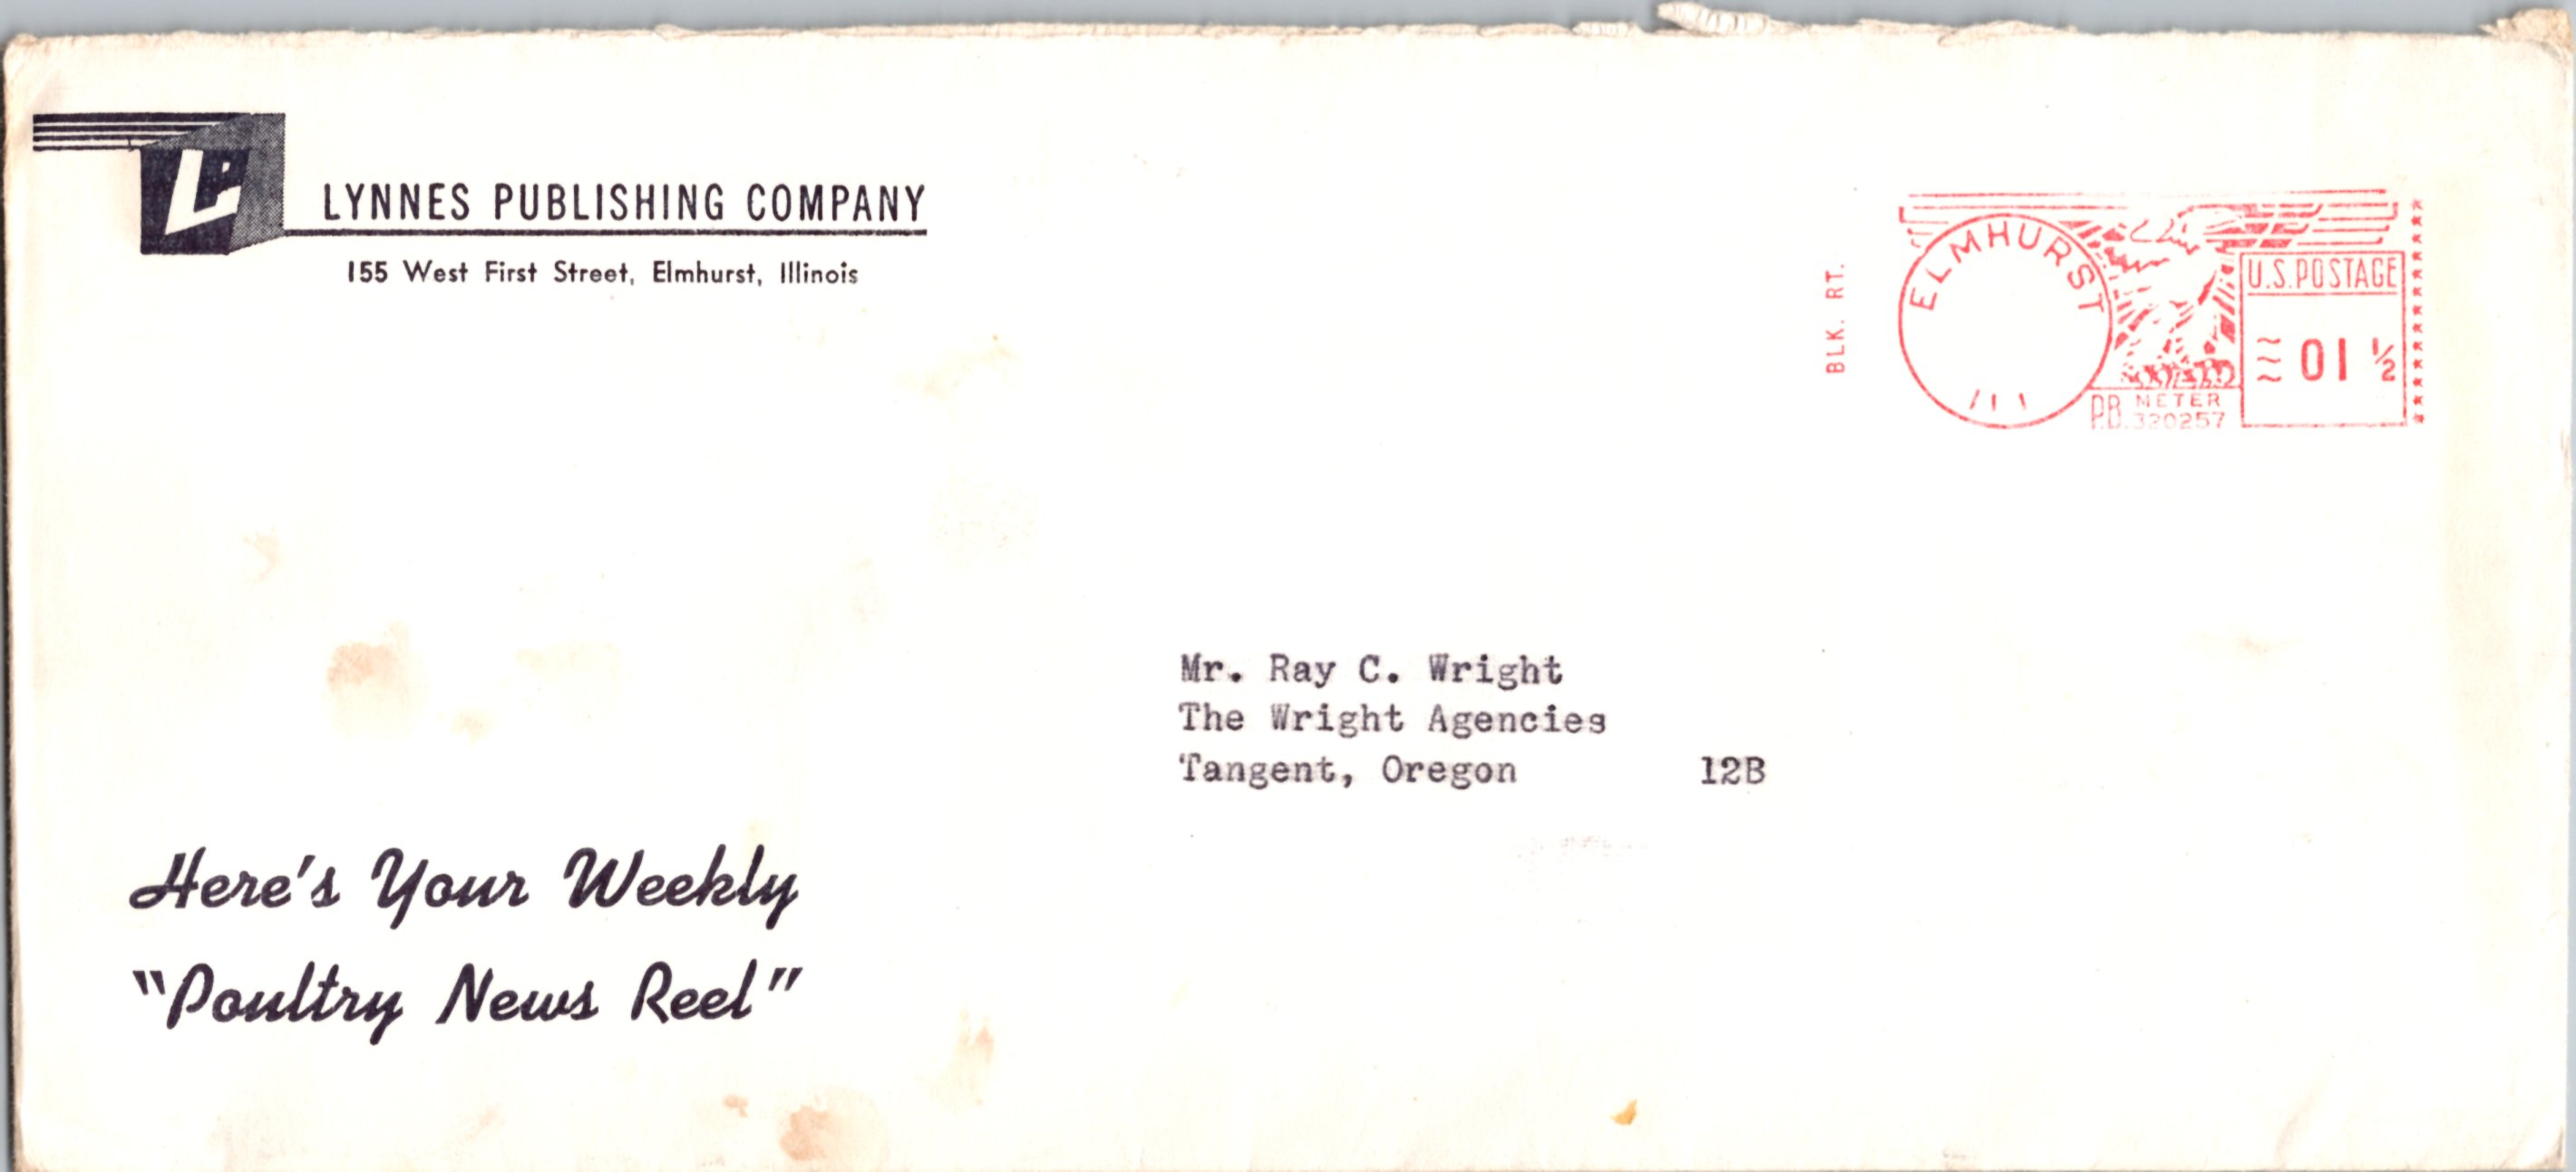 LP
LYNNES PUBLISHING COMPANY
155 West First Street, Elmhurst, Illinois
BLK. RT.
ELMHURST
ILL
U.S. POSTAGE
01 ½
P.B. METER
320257
Mr. Ray C. Wright
The Wright Agencies
Tangent, Oregon 12B
Here's Your Weekly
"Poultry News Reel"